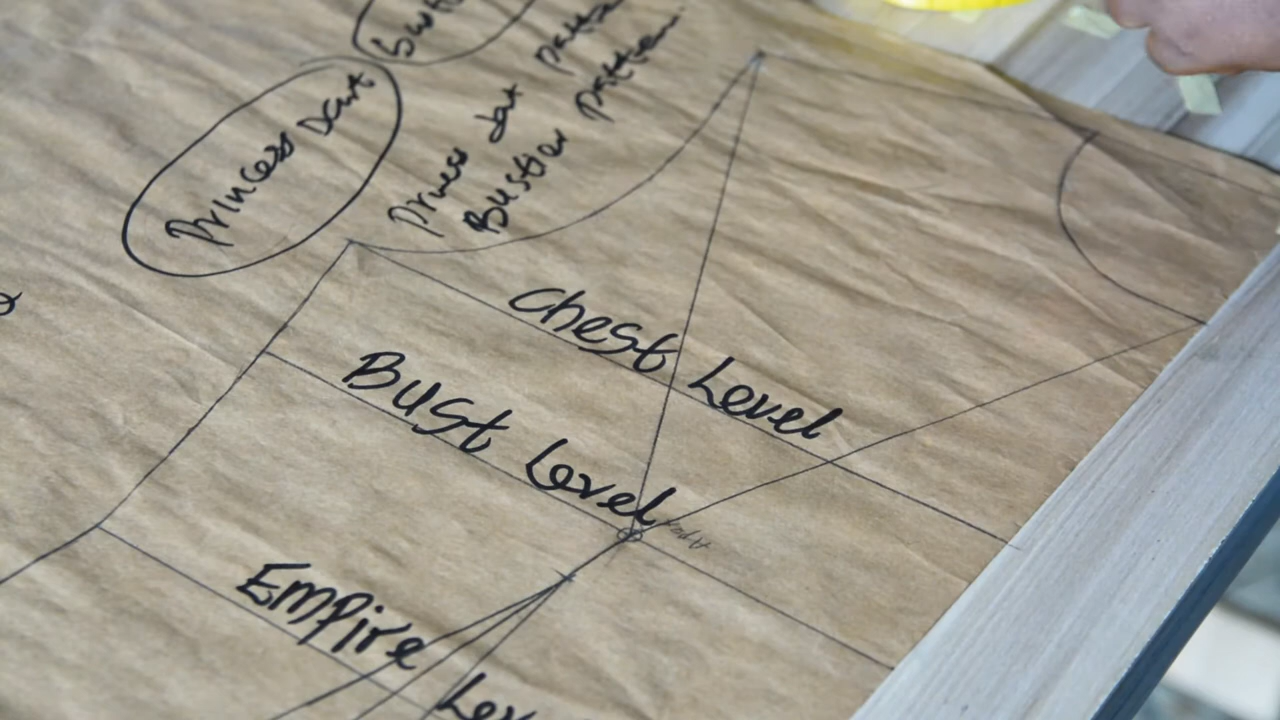 Princess Dart
Princess dart pattern
Bustier pattern
Chest Level
Bust Level
Empire